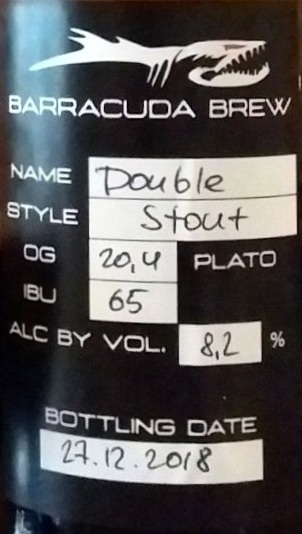 BARRACUDA BREW
NAME Double
STYLE Stout
OG 20,4 PLATO
IBU 65
ALC BY VOL. 8,2 %
BOTTLING DATE
27.12.2018